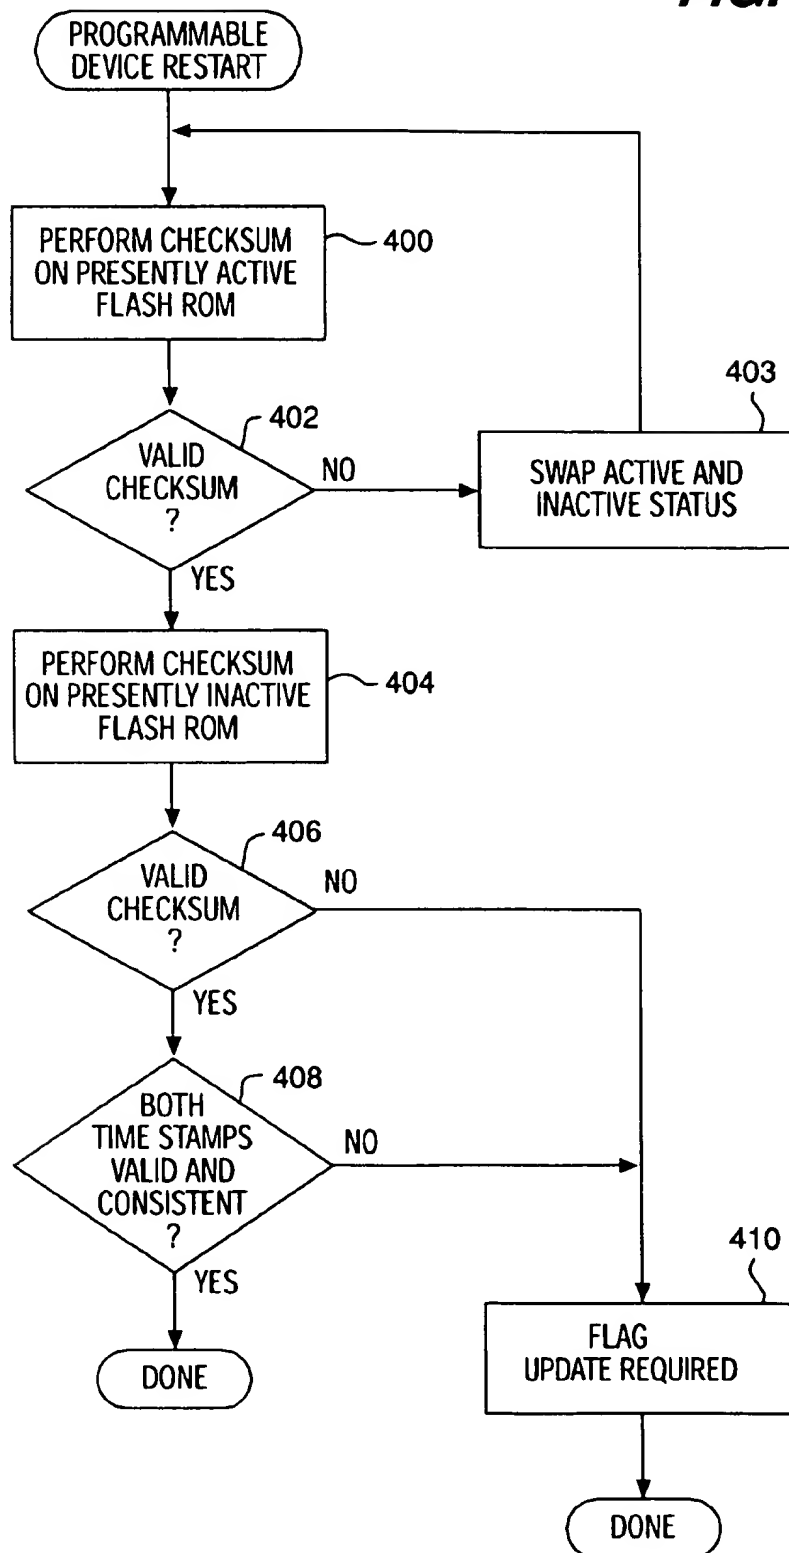 PROGRAMMABLE
DEVICE RESTART
PERFORM CHECKSUM
ON PRESENTLY ACTIVE
FLASH ROM
400
403
402
VALID
CHECKSUM
?
NO
SWAP ACTIVE AND
INACTIVE STATUS
YES
PERFORM CHECKSUM
ON PRESENTLY INACTIVE
FLASH ROM
404
406
VALID
CHECKSUM
?
NO
YES
408
BOTH
TIME STAMPS
VALID AND
CONSISTENT
?
NO
YES
410
FLAG
UPDATE REQUIRED
DONE
DONE